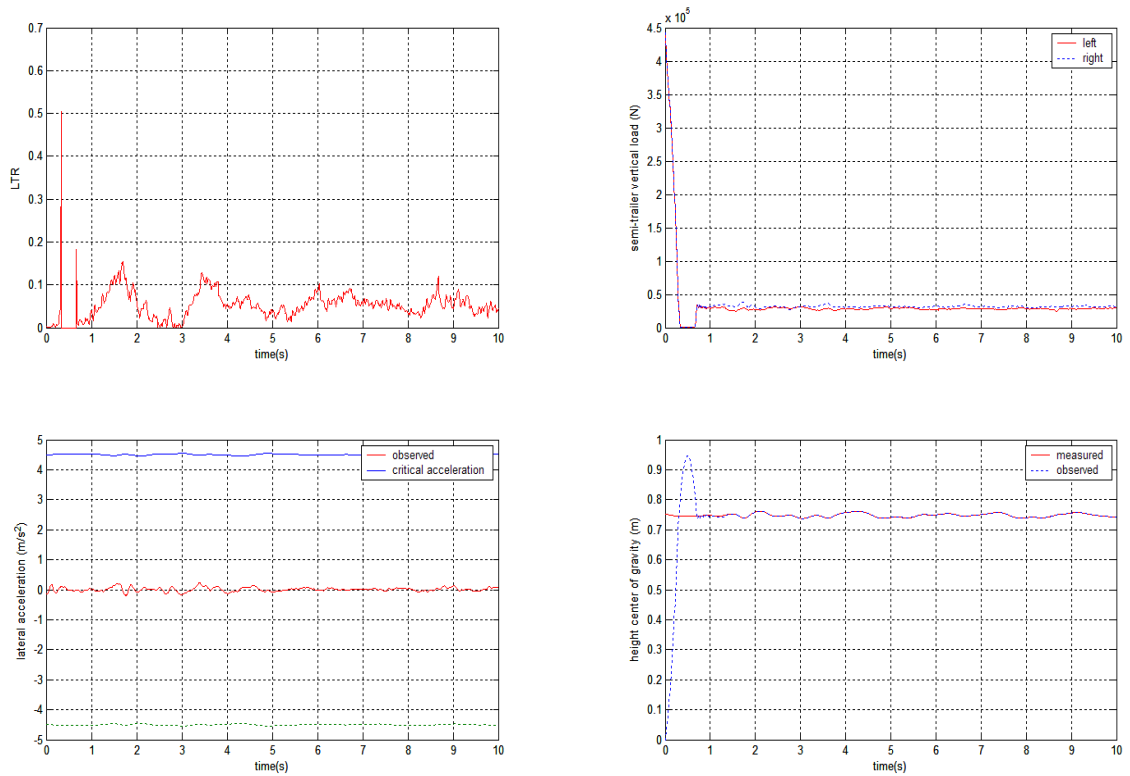 0.7
0.6
0.5
0.4
0.3
0.2
0.1
0
LTR
0 1 2 3 4 5 6 7 8 9 10
time(s)
x 10^5
4.5
4
3.5
3
2.5
2
1.5
1
0.5
0
semi-trailer vertical load (N)
left
right
0 1 2 3 4 5 6 7 8 9 10
time(s)
5
4
3
2
1
0
-1
-2
-3
-4
-5
lateral acceleration (m/s²)
observed
critical acceleration
0 1 2 3 4 5 6 7 8 9 10
time(s)
1
0.9
0.8
0.7
0.6
0.5
0.4
0.3
0.2
0.1
0
height center of gravity (m)
measured
observed
0 1 2 3 4 5 6 7 8 9 10
time(s)